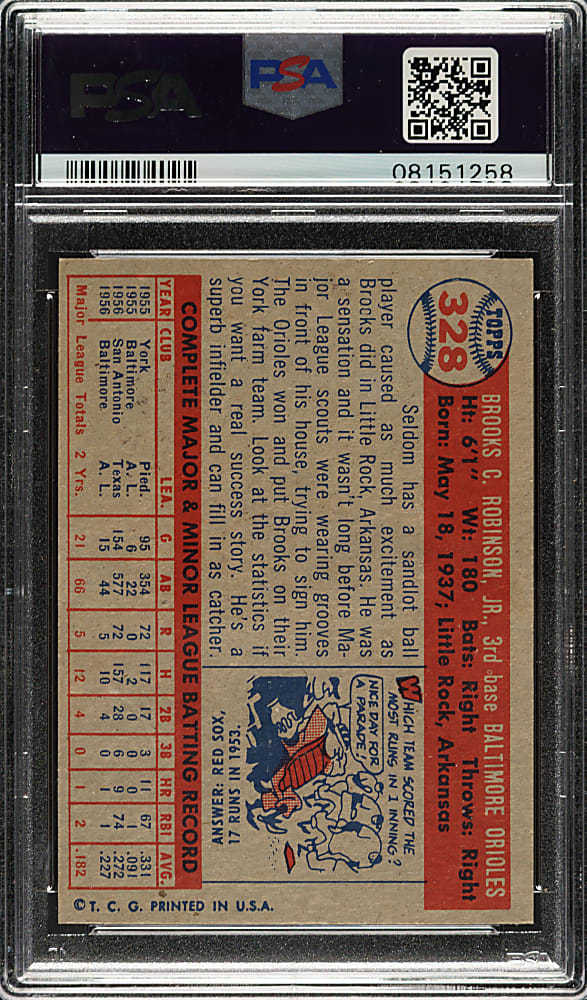 PSA
PSA
08151258
TOPPS
328
BROOKS C. ROBINSON, JR., 3rd base BALTIMORE ORIOLES
Ht: 6'1" Wt: 180 Bats: Right Throws: Right
Born: May 18, 1937; Little Rock, Arkansas
Seldom has a sandlot ball
player caused as much excitement as
Brocks did in Little Rock, Arkansas. He was
a sensation and it wasn't long before Ma-
jor League scouts were wearing grooves
in front of his house, trying to sign him.
The Orioles won and put Brooks on their
York farm team. Look at the statistics if
you want a real success story. He's a
superb infielder and can fill in as catcher.
WHICH TEAM SCORED THE
MOST RUNS IN 1 INNING?
NICE DAY FOR
A PARADE!
ANSWER: RED SOX,
17 RUNS IN 1953.
COMPLETE MAJOR & MINOR LEAGUE BATTING RECORD
YEAR CLUB LEA. G AB R H 2B 3B HR RBI AVG.
1955 York Pied. 95 354 72 117 17 3 11 67 .331
1955 Baltimore A. L. 6 22 0 2 0 0 0 1 .091
1956 San Antonio Texas 154 577 72 157 28 6 9 74 .272
1956 Baltimore A. L. 15 44 5 10 4 0 1 1 .227
Major League Totals 2 Yrs. 21 66 5 12 4 0 1 2 .182
© T. C. G. PRINTED IN U.S.A.
PSA